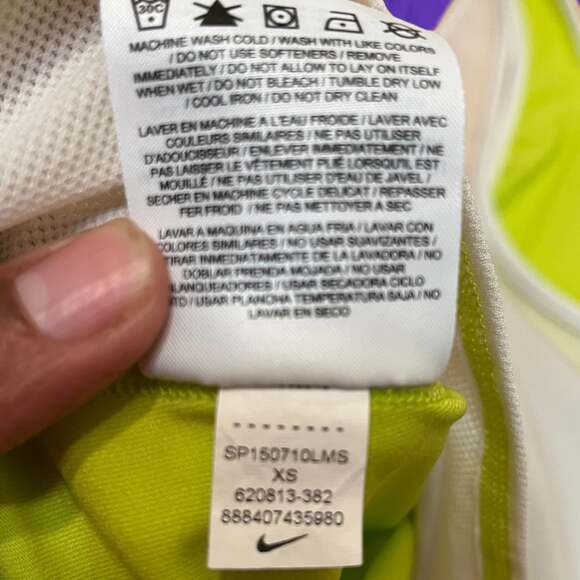 30C
MACHINE WASH COLD / WASH WITH LIKE COLORS
/ DO NOT USE SOFTENERS / REMOVE
IMMEDIATELY / DO NOT ALLOW TO LAY ON ITSELF
WHEN WET / DO NOT BLEACH / TUMBLE DRY LOW
/ COOL IRON / DO NOT DRY CLEAN
LAVER EN MACHINE A L'EAU FROIDE / LAVER AVEC
COULEURS SIMILAIRES / NE PAS UTILISER
D'ADOUCISSEUR / ENLEVER IMMÉDIATEMENT / NE
PAS LAISSER LE VÊTEMENT PLIÉ LORSQU'IL EST
MOUILLÉ / NE PAS UTILISER D'EAU DE JAVEL /
SECHER EN MACHINE CYCLE DELICAT / REPASSER
FER FROID / NE PAS NETTOYER A SEC
LAVAR A MAQUINA EN AGUA FRIA / LAVAR CON
COLORES SIMILARES / NO USAR SUAVIZANTES /
RETIRAR INMEDIATAMENTE DE LA LAVADORA / NO
DOBLAR PRENDA MOJADA / NO USAR
BLANQUEADORES / USAR SECADORA CICLO
TO / USAR PLANCHA TEMPERATURA BAJA / NO
LAVAR EN SECO
SP150710LMS
XS
620813-382
888407435980